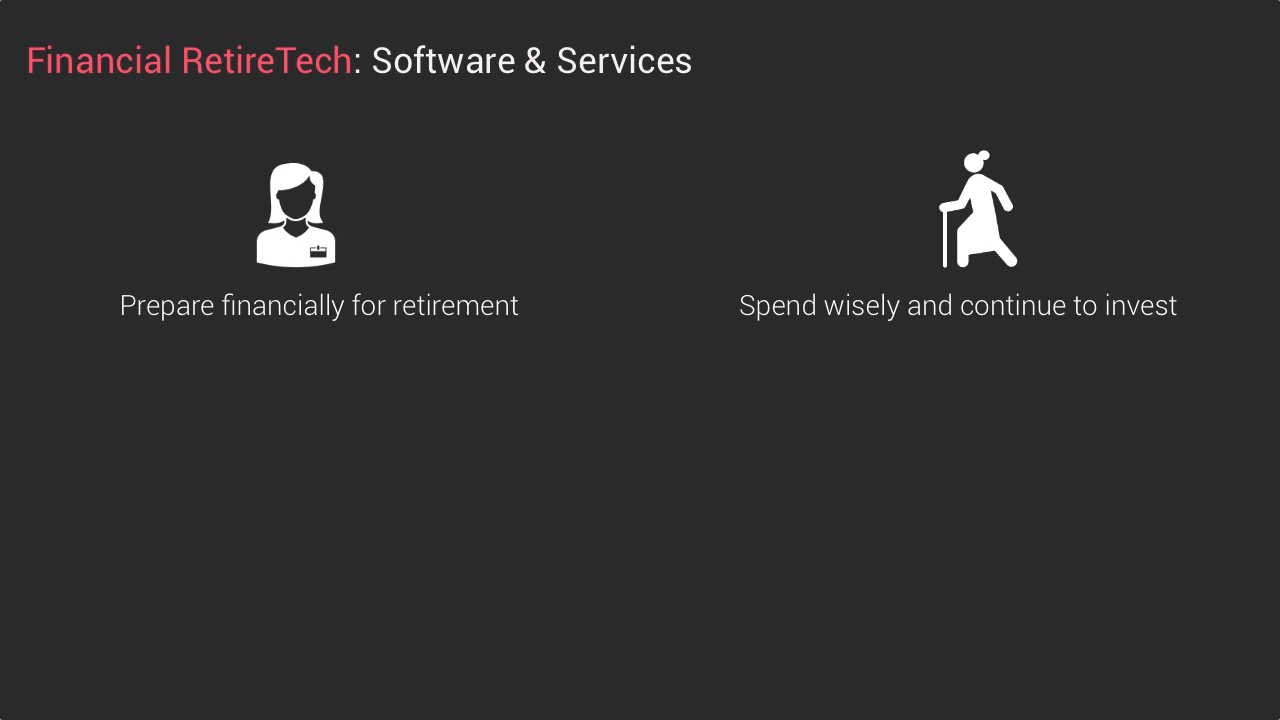 Financial RetireTech: Software & Services
Prepare financially for retirement
Spend wisely and continue to invest